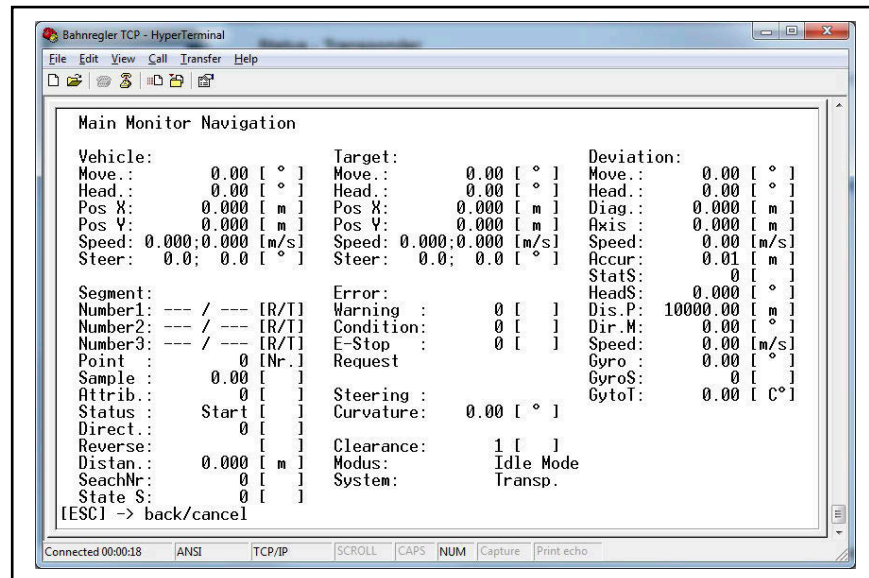 Bahnregler TCP - HyperTerminal
File Edit View Call Transfer Help
Main Monitor Navigation
Vehicle: Target: Deviation:
Move.: 0.00 [ ° ] Move.: 0.00 [ ° ] Move.: 0.00 [ ° ]
Head.: 0.00 [ ° ] Head.: 0.00 [ ° ] Head.: 0.00 [ ° ]
Pos X: 0.000 [ m ] Pos X: 0.000 [ m ] Diag.: 0.000 [ m ]
Pos Y: 0.000 [ m ] Pos Y: 0.000 [ m ] Axis : 0.000 [ m ]
Speed: 0.000;0.000 [m/s] Speed: 0.000;0.000 [m/s] Speed: 0.00 [m/s]
Steer: 0.0; 0.0 [ ° ] Steer: 0.0; 0.0 [ ° ] Accur: 0.01 [ m ]
StatS: 0 [ ]
Segment: Error: HeadS: 0.000 [ ° ]
Number1: --- / --- [R/T] Warning : 0 [ ] Dis.P: 10000.00 [ m ]
Number2: --- / --- [R/T] Condition: 0 [ ] Dir.M: 0.00 [ ° ]
Number3: --- / --- [R/T] E-Stop : 0 [ ] Speed: 0.00 [m/s]
Point : 0 [Nr.] Request Gyro : 0.00 [ ° ]
Sample : 0.00 [ ] GyroS: 0 [ ]
Attrib.: 0 [ ] Steering : GytoT: 0.00 [ C°]
Status : Start [ ] Curvature: 0.00 [ ° ]
Direct.: 0 [ ]
Reverse: [ ] Clearance: 1 [ ]
Distan.: 0.000 [ m ] Modus: Idle Mode
SeachNr: 0 [ ] System: Transp.
State S: 0 [ ]
[ESC] -> back/cancel
Connected 00:00:18 ANSI TCP/IP SCROLL CAPS NUM Capture Print echo